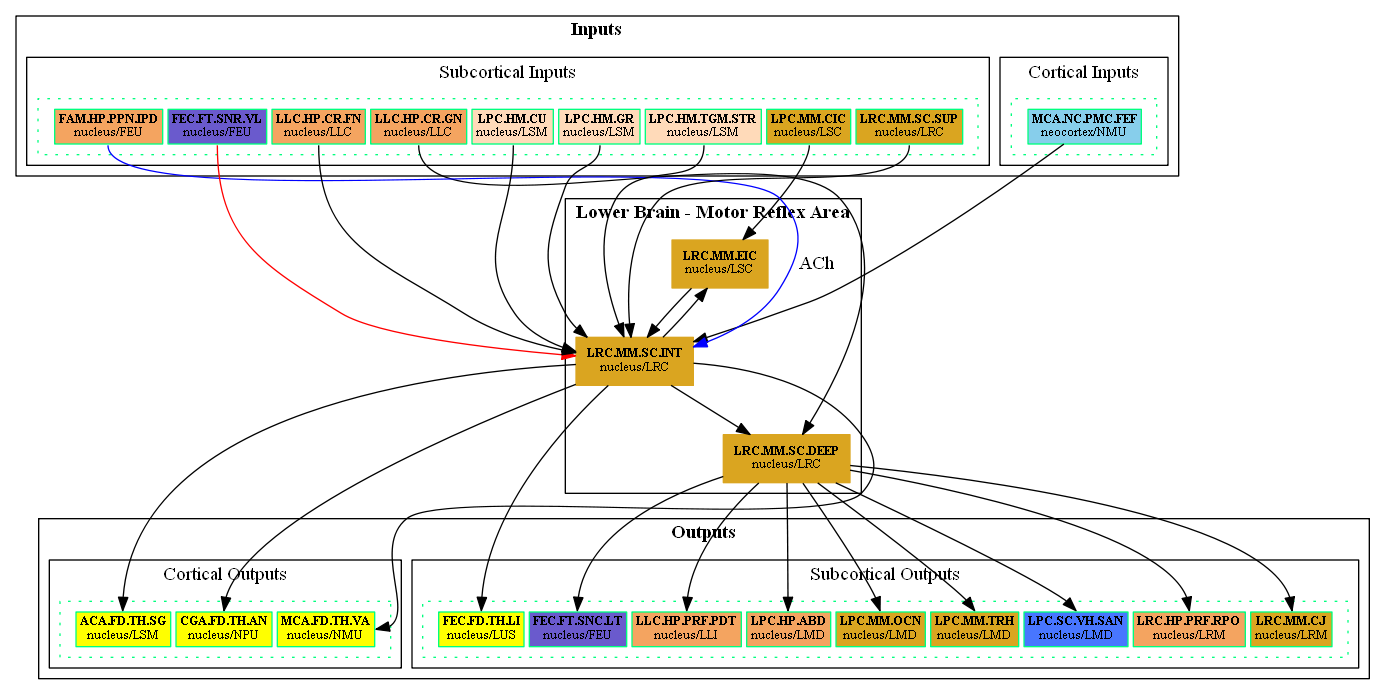 Inputs
Subcortical Inputs
Cortical Inputs
FAM.HP.PPN.IPD
nucleus/FEU
FEC.FT.SNR.VL
nucleus/FEU
LLC.HP.CR.FN
nucleus/LLC
LLC.HP.CR.GN
nucleus/LLC
LPC.HM.CU
nucleus/LSM
LPC.HM.GR
nucleus/LSM
LPC.HM.TGM.STR
nucleus/LSM
LPC.MM.CIC
nucleus/LSC
LRC.MM.SC.SUP
nucleus/LRC
MCA.NC.PMC.FEF
neocortex/NMU
Lower Brain - Motor Reflex Area
LRC.MM.EIC
nucleus/LSC
ACh
LRC.MM.SC.INT
nucleus/LRC
LRC.MM.SC.DEEP
nucleus/LRC
Outputs
Cortical Outputs
Subcortical Outputs
ACA.FD.TH.SG
nucleus/LSM
CGA.FD.TH.AN
nucleus/NPU
MCA.FD.TH.VA
nucleus/NMU
FEC.FD.TH.LI
nucleus/LUS
FEC.FT.SNC.LT
nucleus/FEU
LLC.HP.PRF.PDT
nucleus/LLI
LPC.HP.ABD
nucleus/LMD
LPC.MM.OCN
nucleus/LMD
LPC.MM.TRH
nucleus/LMD
LPC.SC.VH.SAN
nucleus/LMD
LRC.HP.PRF.RPO
nucleus/LRM
LRC.MM.CJ
nucleus/LRM